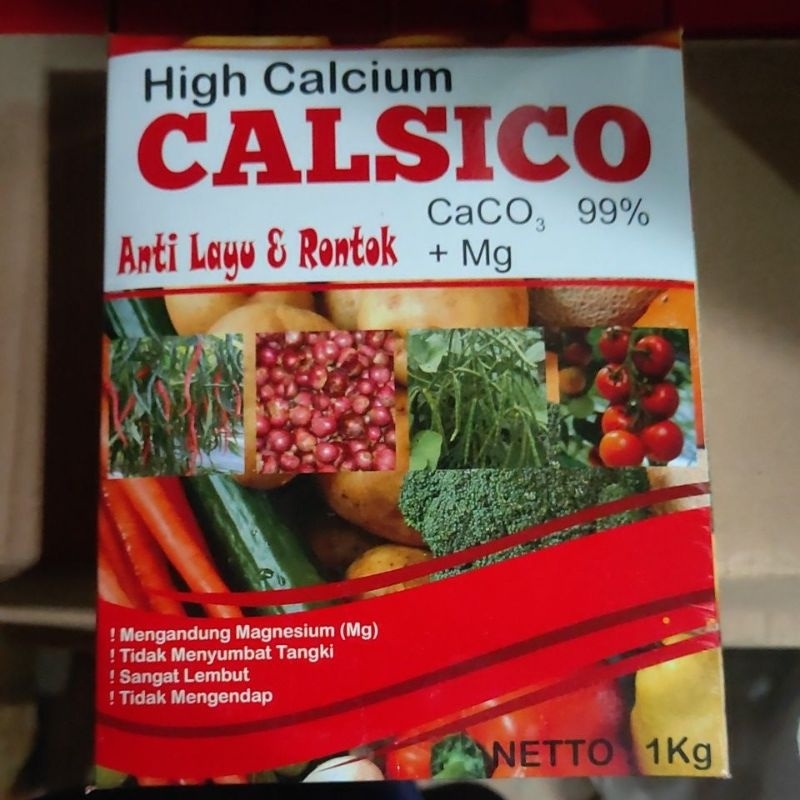 High Calcium
CALSICO
CaCO₃ 99%
Anti Layu & Rontok + Mg
! Mengandung Magnesium (Mg)
! Tidak Menyumbat Tangki
! Sangat Lembut
! Tidak Mengendap
NETTO : 1Kg